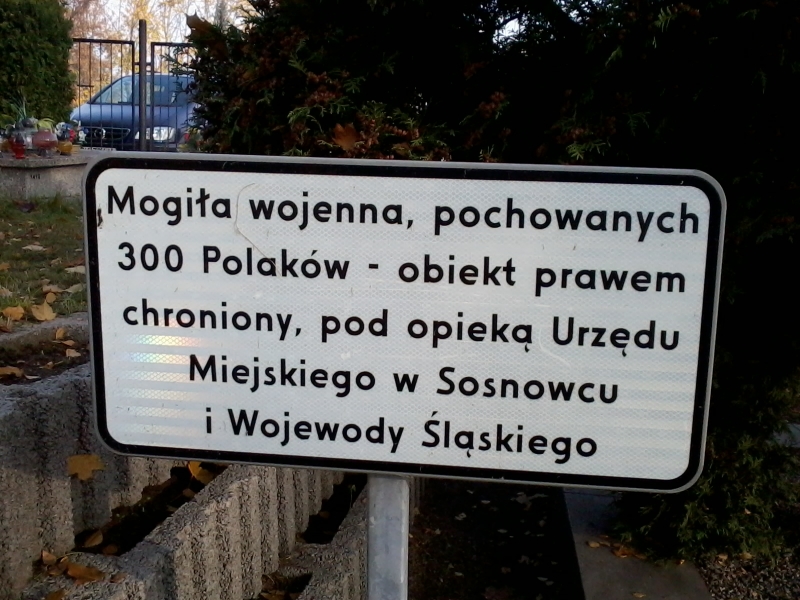 Mogiła wojenna, pochowanych
300 Polaków - obiekt prawem
chroniony, pod opieką Urzędu
Miejskiego w Sosnowcu
i Wojewody Śląskiego